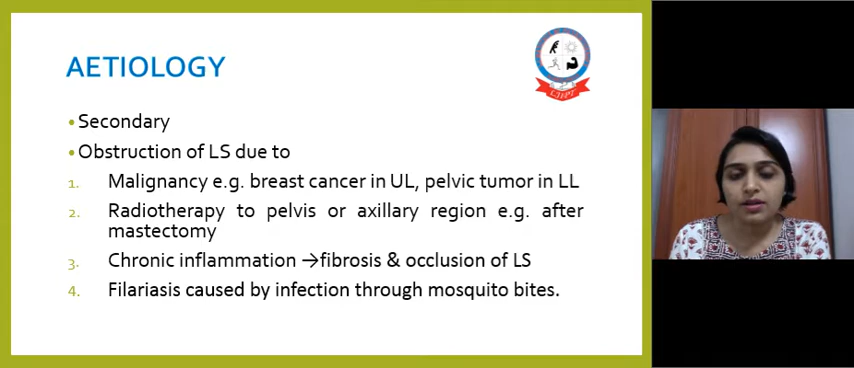 AETIOLOGY
•Secondary
•Obstruction of LS due to
1. Malignancy e.g. breast cancer in UL, pelvic tumor in LL
2. Radiotherapy to pelvis or axillary region e.g. after
mastectomy
3. Chronic inflammation →fibrosis & occlusion of LS
4. Filariasis caused by infection through mosquito bites.